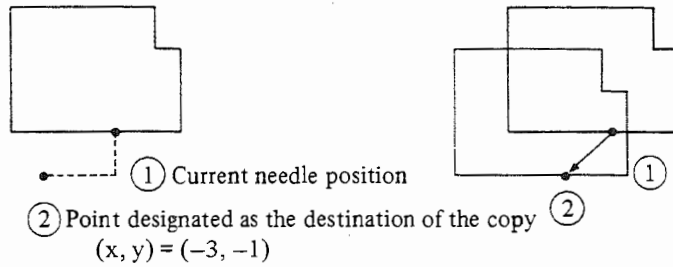 ① Current needle position
①
②
② Point designated as the destination of the copy
(x, y) = (−3, −1)